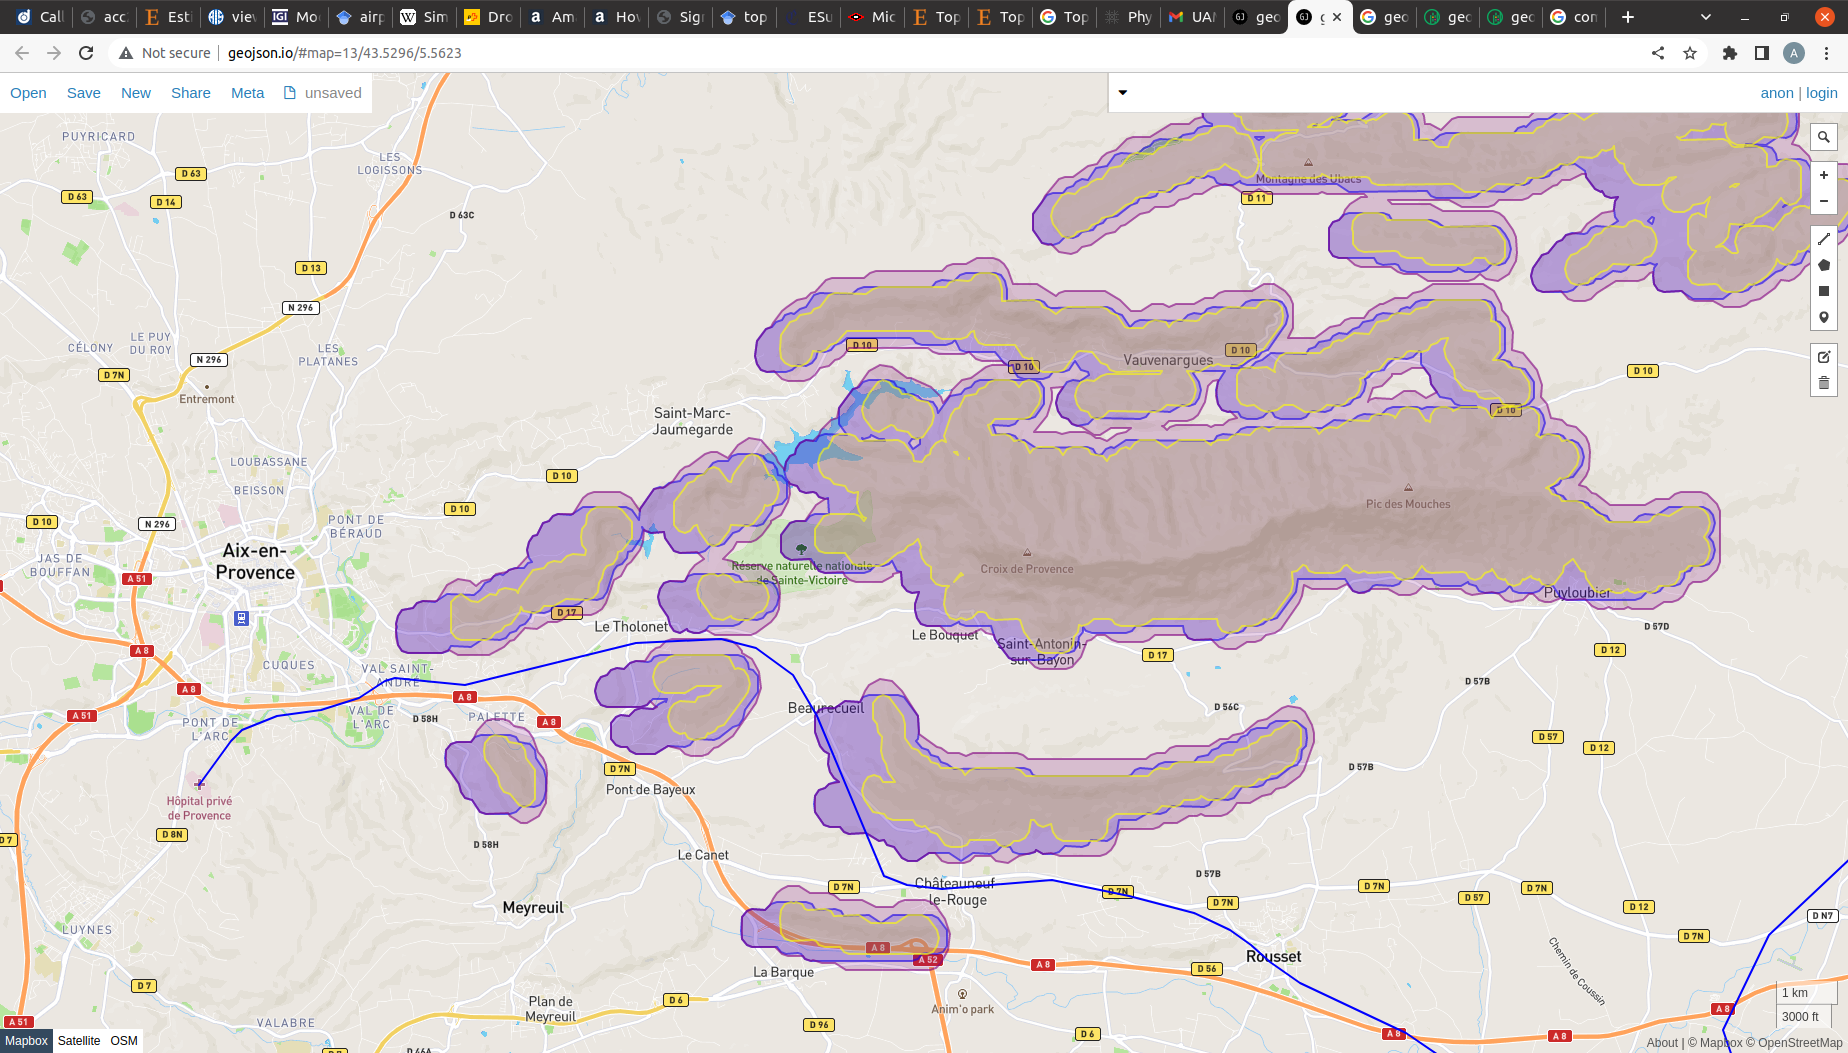 Call
acc
Esti
viev
IGI Mo
airp
Sim
PD Dro
a Am
a Hov
Sigr
top
ESu
Mic
Top
Top
Top
Phy
UAM
GJ geo
GJ
geo
geo
geo
con
Not secure geojson.io/#map=13/43.5296/5.5623
A
Open Save New Share Meta unsaved
anon | login
PUYRICARD
LES
LOGISSONS
D 63
D 63
D 14
D 63C
Montagne des Ubacs
D 11
D 13
N 296
LE PUY
DU ROY
CÉLONY
LES
PLATANES
N 296
D 10
D 10
D 10
Vauvenargues
D 10
D 10
D 7N
Entremont
Saint-Marc-
Jaumegarde
D 10
LOUBASSANE
BEISSON
D 10
D 10
Pic des Mouches
D 10
N 296
PONT DE
BÉRAUD
Aix-en-
Provence
JAS DE
BOUFFAN
A 51
Réserve naturelle nationale
de Sainte-Victoire
Croix de Provence
Puyloubier
D 17
Le Tholonet
Le Bouquet
Saint-Antonin-
sur-Bayon
D 17
D 57D
D 12
A 8
CUQUES
VAL SAINT-
ANDRÉ
A 8
A 8
D 57B
A 51
PONT DE
L'ARC
VAL DE
L'ARC
D 58H
PALETTE
A 8
Beaurecueil
D 56C
D 57
D 12
D 7N
D 57B
Pont de Bayeux
Hôpital privé
de Provence
D 8N
D 7
D 58H
Le Canet
D 7N
Châteauneuf
le-Rouge
D 7N
D 57B
D 7N
D 7N
D 57
D 7N
D 12
D N7
Meyreuil
LUYNES
A 8
A 52
D 7N
Rousset
La Barque
A 8
D 56
Chemin de Coussin
D 7
Plan de
Meyreuil
D 6
Anim'o park
1 km
3000 ft
A 8
A 51
VALABRE
D 96
D 6
A 8
A 8
Mapbox Satellite OSM
D 66A
About | © Mapbox © OpenStreetMap